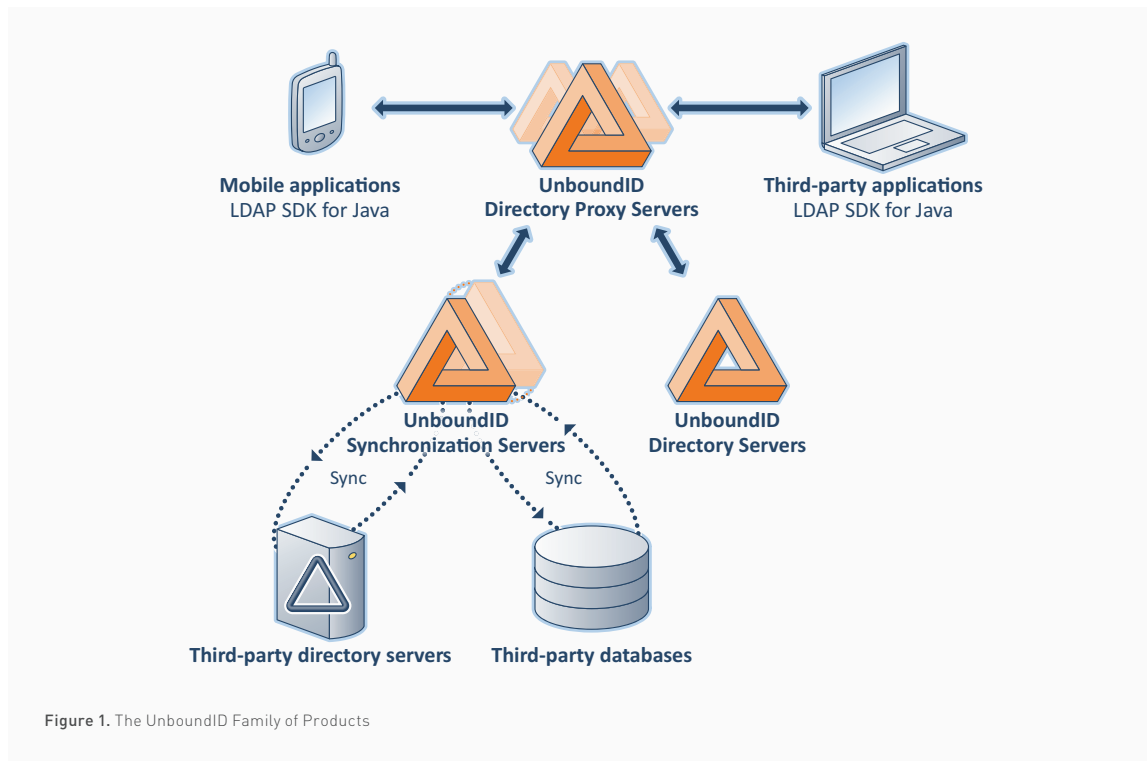 Mobile applications
LDAP SDK for Java
UnboundID
Directory Proxy Servers
Third-party applications
LDAP SDK for Java
UnboundID
Synchronization Servers
UnboundID
Directory Servers
Sync
Sync
Third-party directory servers
Third-party databases
Figure 1. The UnboundID Family of Products